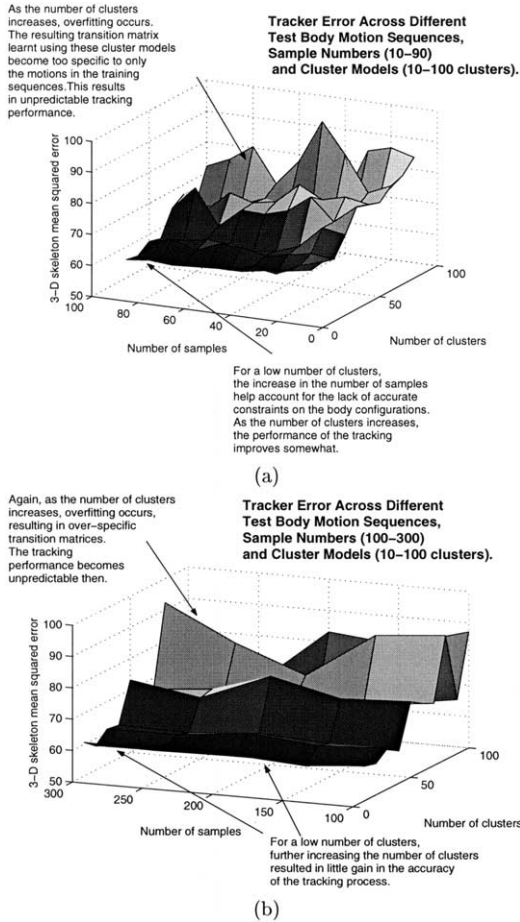 As the number of clusters
increases, overfitting occurs.
The resulting transition matrix
learnt using these cluster models
become too specific to only
the motions in the training
sequences.This results
in unpredictable tracking
performance.
Tracker Error Across Different
Test Body Motion Sequences,
Sample Numbers (10–90)
and Cluster Models (10–100 clusters).
3–D skeleton mean squared error
100
90
80
70
60
50
100
80
60
40
20
0
0
50
100
Number of samples
Number of clusters
For a low number of clusters,
the increase in the number of samples
help account for the lack of accurate
constraints on the body configurations.
As the number of clusters increases,
the performance of the tracking
improves somewhat.
(a)
Again, as the number of clusters
increases, overfitting occurs,
resulting in over–specific
transition matrices.
The tracking
performance becomes
unpredictable then.
Tracker Error Across Different
Test Body Motion Sequences,
Sample Numbers (100–300)
and Cluster Models (10–100 clusters).
3–D skeleton mean squared error
100
90
80
70
60
50
300
250
200
150
100
0
50
100
Number of samples
Number of clusters
For a low number of clusters,
further increasing the number of clusters
resulted in little gain in the accuracy
of the tracking process.
(b)